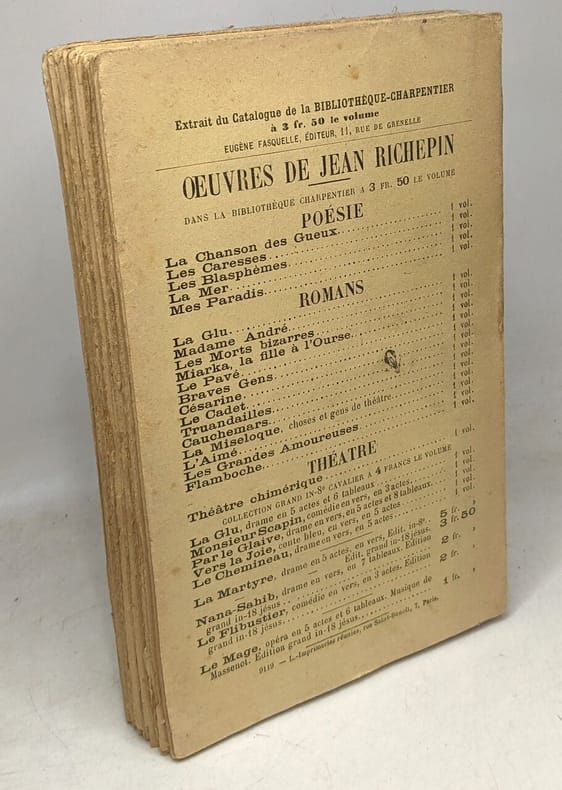 Extrait du Catalogue de la BIBLIOTHÈQUE-CHARPENTIER
à 3 fr. 50 le volume
EUGÈNE FASQUELLE, ÉDITEUR, 11, RUE DE GRENELLE
ŒUVRES DE JEAN RICHEPIN
DANS LA BIBLIOTHÈQUE CHARPENTIER A 3 FR. 50 LE VOLUME
POÉSIE
La Chanson des Gueux. 1 vol.
Les Caresses 1 vol.
Les Blasphèmes 1 vol.
La Mer 1 vol.
Mes Paradis 1 vol.
ROMANS
La Glu 1 vol.
Madame André 1 vol.
Les Morts bizarres 1 vol.
Miarka, la fille à l'Ourse 1 vol.
Le Pavé 1 vol.
Braves Gens 1 vol.
Césarine 1 vol.
Le Cadet 1 vol.
Truandailles 1 vol.
Cauchemars 1 vol.
La Miseloque, choses et gens de théâtre 1 vol.
L'Aimé 1 vol.
Les Grandes Amoureuses 1 vol.
Flamboche 1 vol.
THÉATRE
Théâtre chimérique 1 vol.
COLLECTION GRAND IN-8° CAVALIER A 4 FRANCS LE VOLUME
La Glu, drame en 5 actes et 6 tableaux 1 vol.
Monsieur Scapin, comédie en vers, en 3 actes 1 vol.
Par le Glaive, drame en vers, en 5 actes et 8 tableaux. 1 vol.
Vers la Joie, conte bleu, en vers, en 5 actes 1 vol.
Le Chemineau, drame en vers, en 5 actes 1 vol.
La Martyre, drame en 5 actes, en vers, Edit. in-8°. 5 fr. »
Edit. grand in-18 jésus. 3 fr. 50
Nana-Sahib, drame en vers, en 7 tableaux. Edition
grand in-18 jésus 2 fr. »
Le Flibustier, comédie en vers, en 3 actes. Edition
grand in-18 jésus 2 fr. »
Le Mage, opéra en 5 actes et 6 tableaux. Musique de
Massenet. Edition grand in-18 jésus 1 fr. »
9119 — L.-Imprimeries réunies, rue Saint-Benoît, 7, Paris.